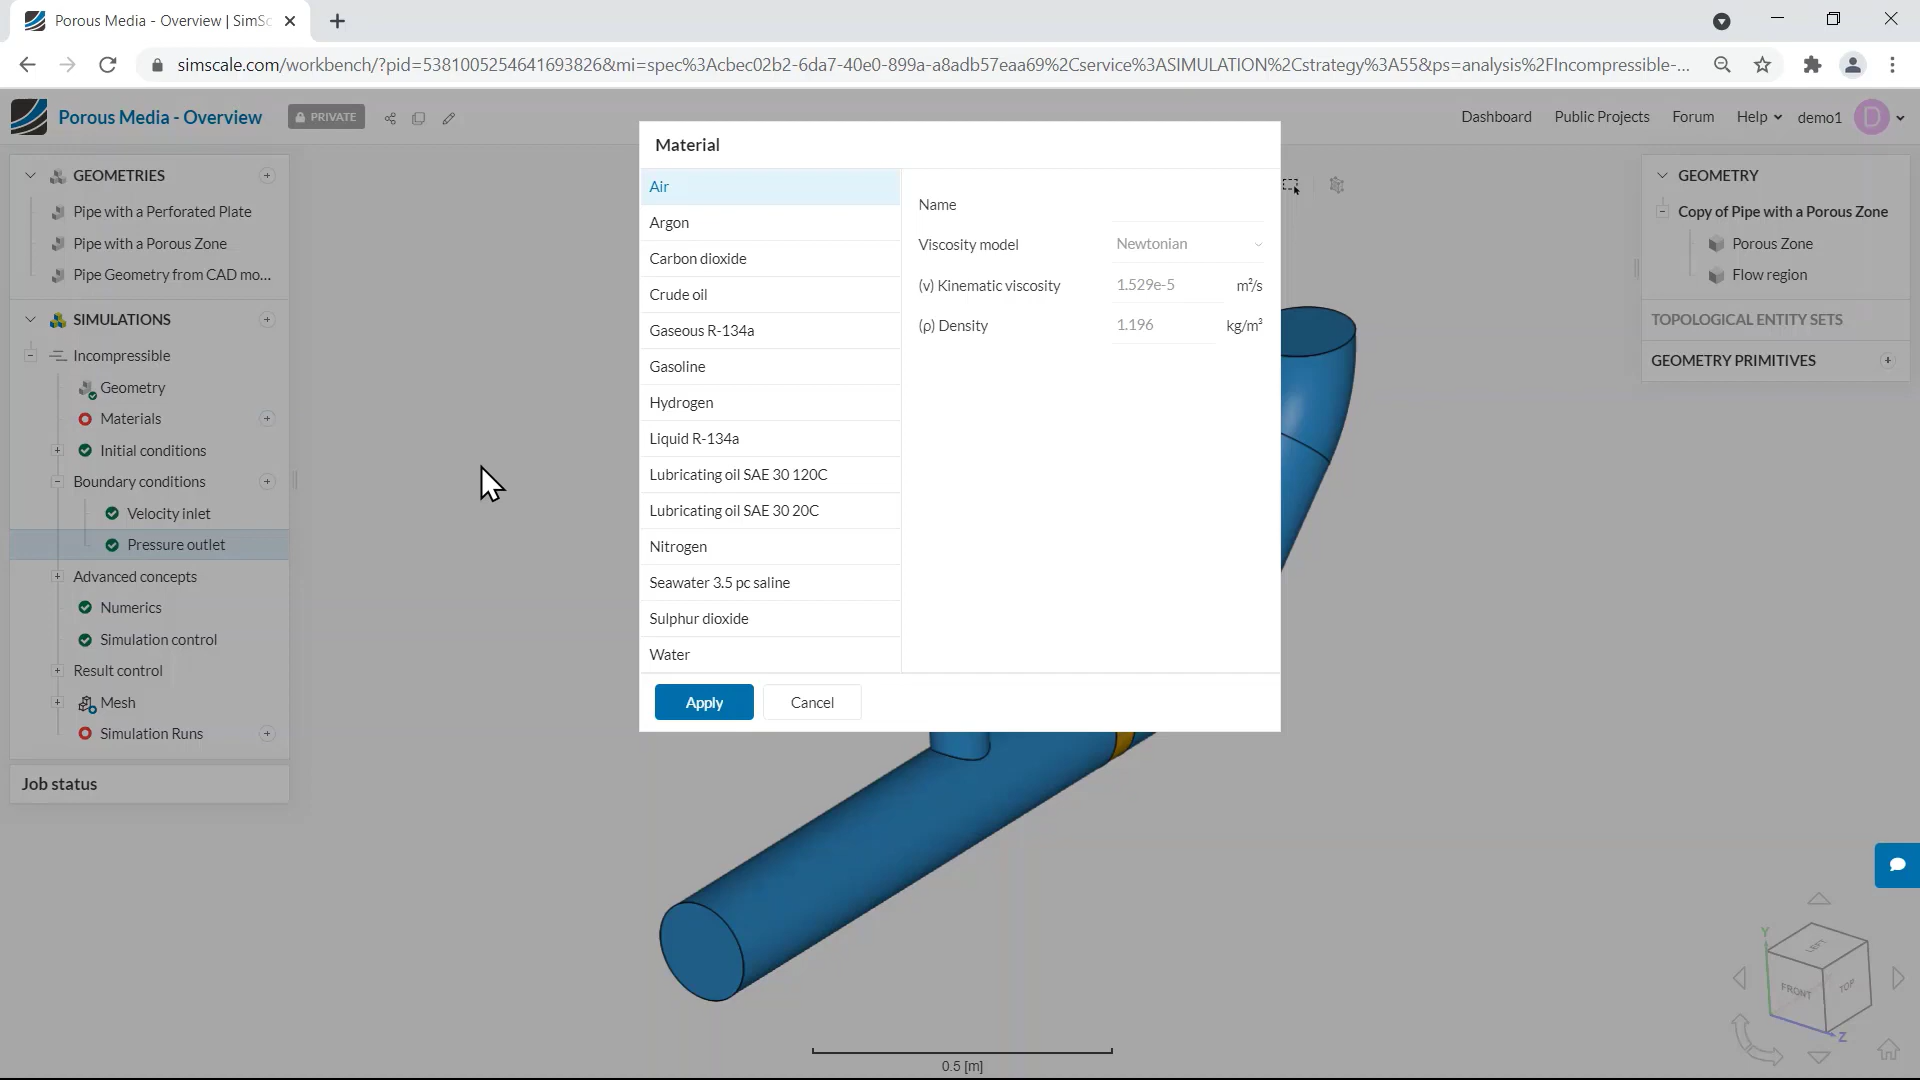 Porous Media - Overview | SimSc
simscale.com/workbench/?pid=5381005254641693826&mi=spec%3Acbec02b2-6da7-40e0-899a-a8adb57eaa69%2Cservice%3ASIMULATION%2Cstrategy%3A55&ps=analysis%2FIncompressible-...
Porous Media - Overview
PRIVATE
Dashboard
Public Projects
Forum
Help
demo1
D
GEOMETRIES
Pipe with a Perforated Plate
Pipe with a Porous Zone
Pipe Geometry from CAD mo...
SIMULATIONS
Incompressible
Geometry
Materials
Initial conditions
Boundary conditions
Velocity inlet
Pressure outlet
Advanced concepts
Numerics
Simulation control
Result control
Mesh
Simulation Runs
Job status
Material
Air
Argon
Carbon dioxide
Crude oil
Gaseous R-134a
Gasoline
Hydrogen
Liquid R-134a
Lubricating oil SAE 30 120C
Lubricating oil SAE 30 20C
Nitrogen
Seawater 3.5 pc saline
Sulphur dioxide
Water
Name
Viscosity model Newtonian
(ν) Kinematic viscosity 1.529e-5 m²/s
(ρ) Density 1.196 kg/m³
Apply
Cancel
GEOMETRY
Copy of Pipe with a Porous Zone
Porous Zone
Flow region
TOPOLOGICAL ENTITY SETS
GEOMETRY PRIMITIVES
Y
LEFT
FRONT
TOP
Z
0.5 [m]